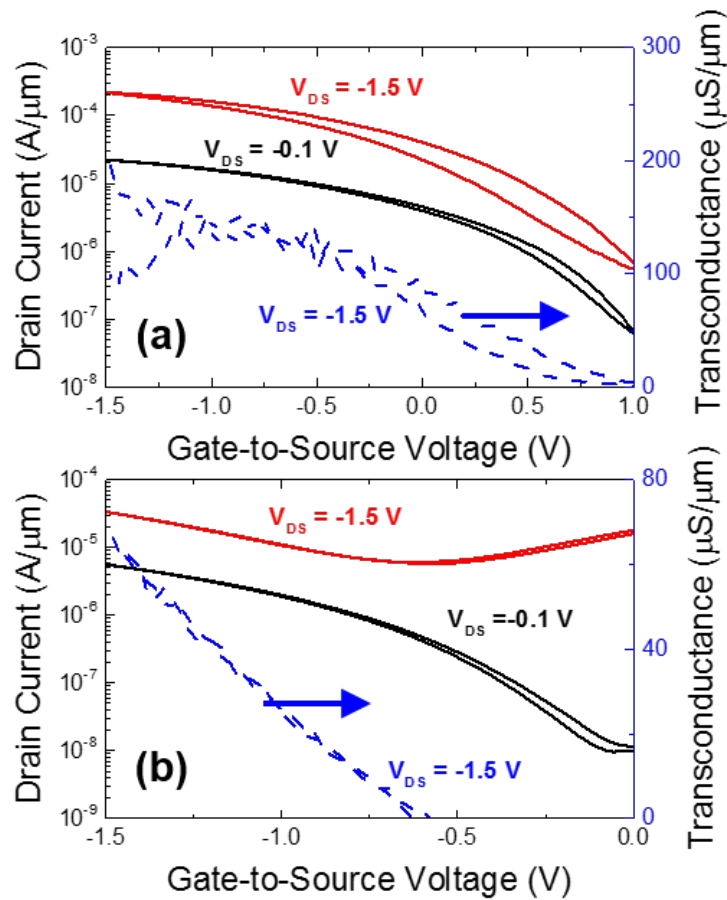 10⁻³
10⁻⁴
10⁻⁵
10⁻⁶
10⁻⁷
10⁻⁸
Drain Current (A/μm)
V_DS = -1.5 V
V_DS = -0.1 V
V_DS = -1.5 V
(a)
300
200
100
0
Transconductance (μS/μm)
-1.5 -1.0 -0.5 0.0 0.5 1.0
Gate-to-Source Voltage (V)
10⁻⁴
10⁻⁵
10⁻⁶
10⁻⁷
10⁻⁸
10⁻⁹
Drain Current (A/μm)
V_DS = -1.5 V
V_DS =-0.1 V
V_DS = -1.5 V
(b)
80
40
0
Transconductance (μS/μm)
-1.5 -1.0 -0.5 0.0
Gate-to-Source Voltage (V)